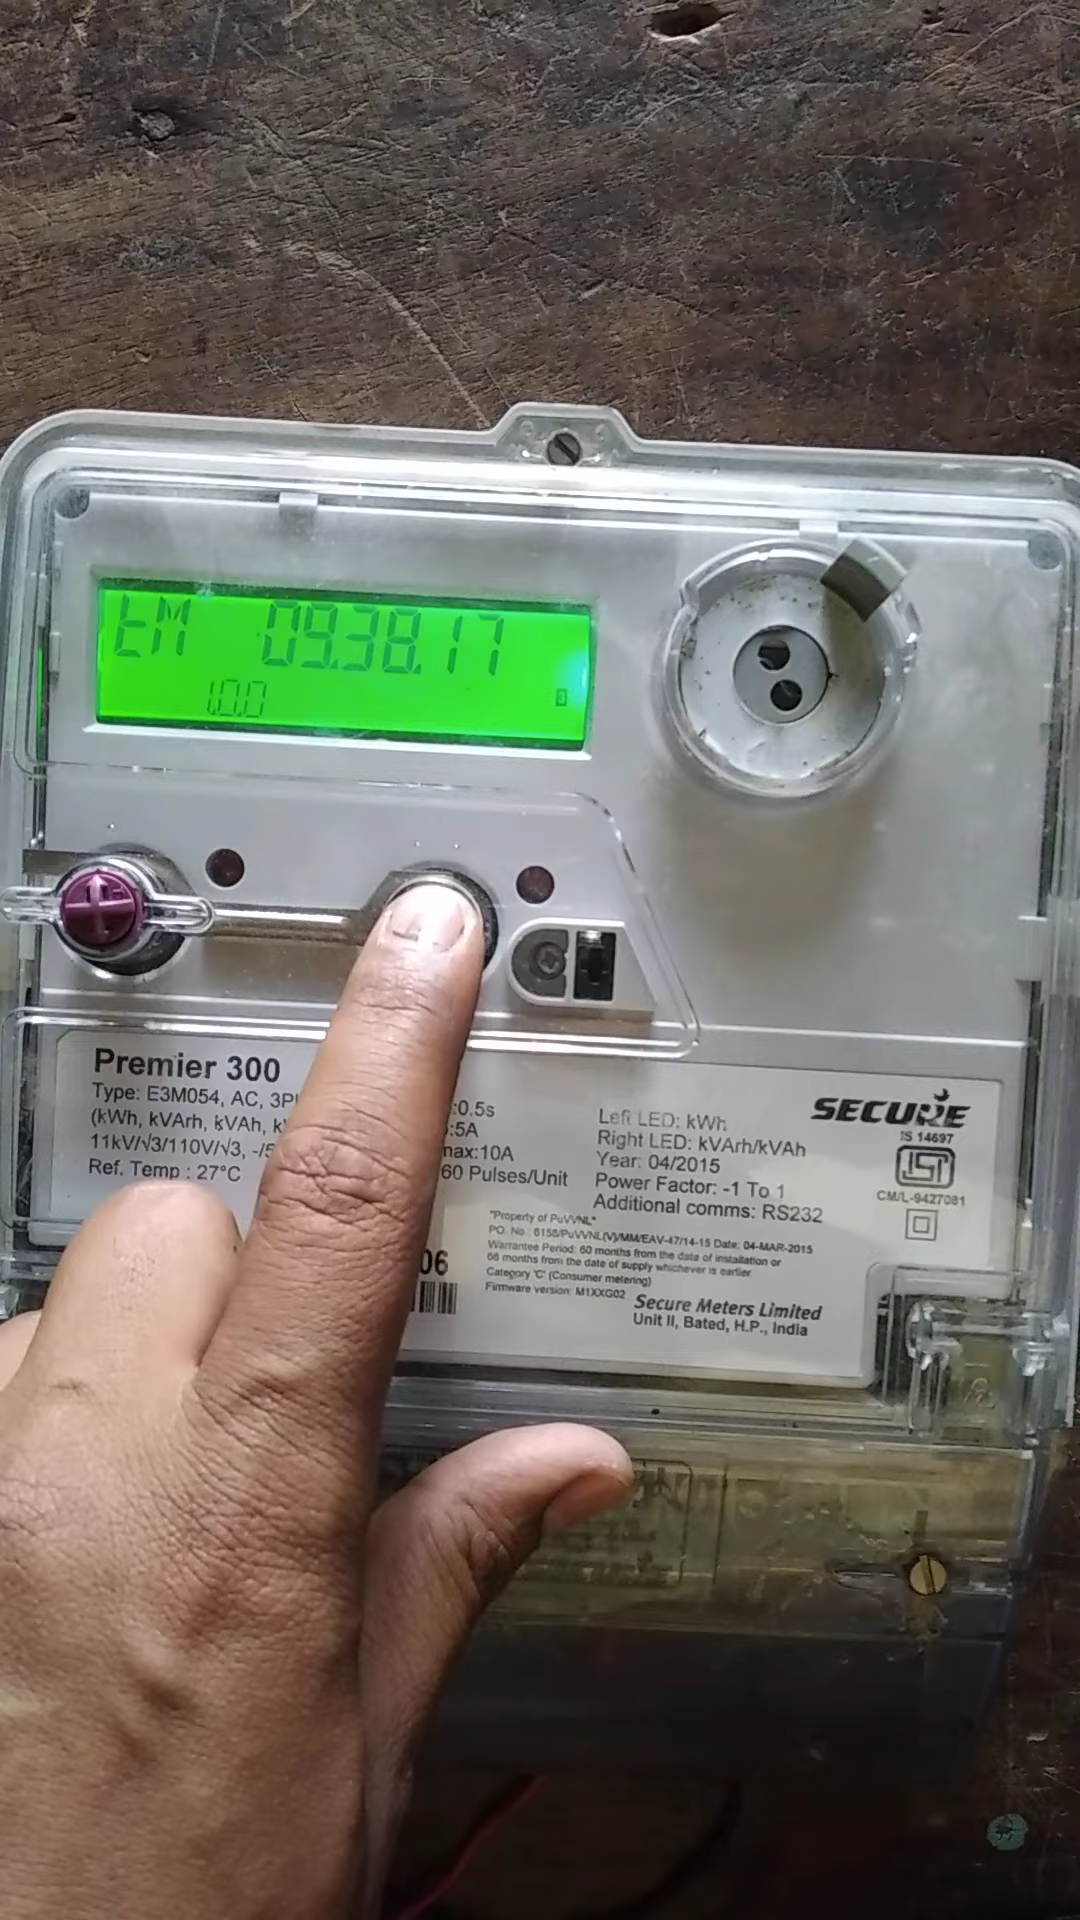 tM 09.38.17
1.0.0
Premier 300
Type: E3M054, AC, 3P
(kWh, kVArh, kVAh,
11kV/√3/110V/√3, -/5
Ref. Temp : 27°C
:0.5s
:5A
max:10A
60 Pulses/Unit
06
Left LED: kWh
Right LED: kVArh/kVAh
Year: 04/2015
Power Factor: -1 To 1
Additional comms: RS232
"Property of PuVVNL"
PO. No.: 6158/PuVVNL(V)/MM/EAV-47/14-15 Date: 04-MAR-2015
Warrantee Period: 60 months from the date of installation or
66 months from the date of supply whichever is earlier
Category 'C' (Consumer metering)
Firmware version: M1XXG02
Secure Meters Limited
Unit II, Bated, H.P., India
SECURE
IS 14697
ISI
CM/L-9427081